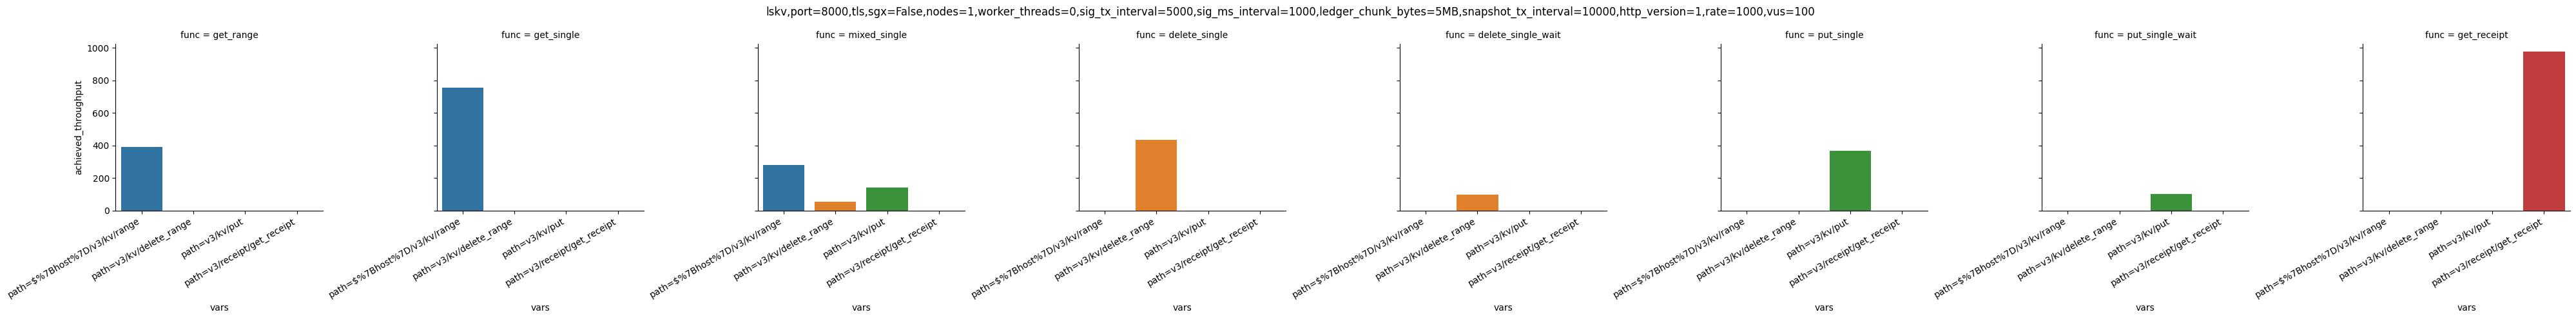 lskv,port=8000,tls,sgx=False,nodes=1,worker_threads=0,sig_tx_interval=5000,sig_ms_interval=1000,ledger_chunk_bytes=5MB,snapshot_tx_interval=10000,http_version=1,rate=1000,vus=100
func = get_range
func = get_single
func = mixed_single
func = delete_single
func = delete_single_wait
func = put_single
func = put_single_wait
func = get_receipt
achieved_throughput
1000
800
600
400
200
0
path=$%7Bhost%7D/v3/kv/range
path=v3/kv/delete_range
path=v3/kv/put
path=v3/receipt/get_receipt
vars
path=$%7Bhost%7D/v3/kv/range
path=v3/kv/delete_range
path=v3/kv/put
path=v3/receipt/get_receipt
vars
path=$%7Bhost%7D/v3/kv/range
path=v3/kv/delete_range
path=v3/kv/put
path=v3/receipt/get_receipt
vars
path=$%7Bhost%7D/v3/kv/range
path=v3/kv/delete_range
path=v3/kv/put
path=v3/receipt/get_receipt
vars
path=$%7Bhost%7D/v3/kv/range
path=v3/kv/delete_range
path=v3/kv/put
path=v3/receipt/get_receipt
vars
path=$%7Bhost%7D/v3/kv/range
path=v3/kv/delete_range
path=v3/kv/put
path=v3/receipt/get_receipt
vars
path=$%7Bhost%7D/v3/kv/range
path=v3/kv/delete_range
path=v3/kv/put
path=v3/receipt/get_receipt
vars
path=$%7Bhost%7D/v3/kv/range
path=v3/kv/delete_range
path=v3/kv/put
path=v3/receipt/get_receipt
vars